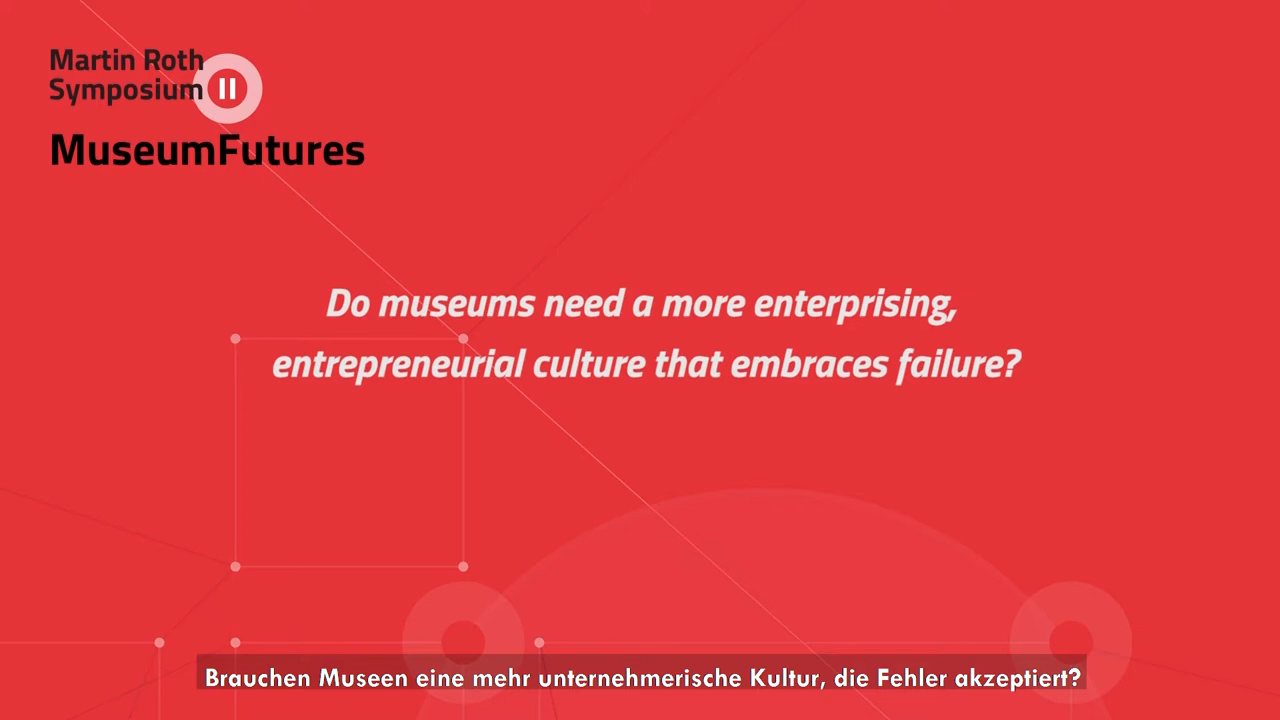 Martin Roth
Symposium II
MuseumFutures
Do museums need a more enterprising,
entrepreneurial culture that embraces failure?
Brauchen Museen eine mehr unternehmerische Kultur, die Fehler akzeptiert?